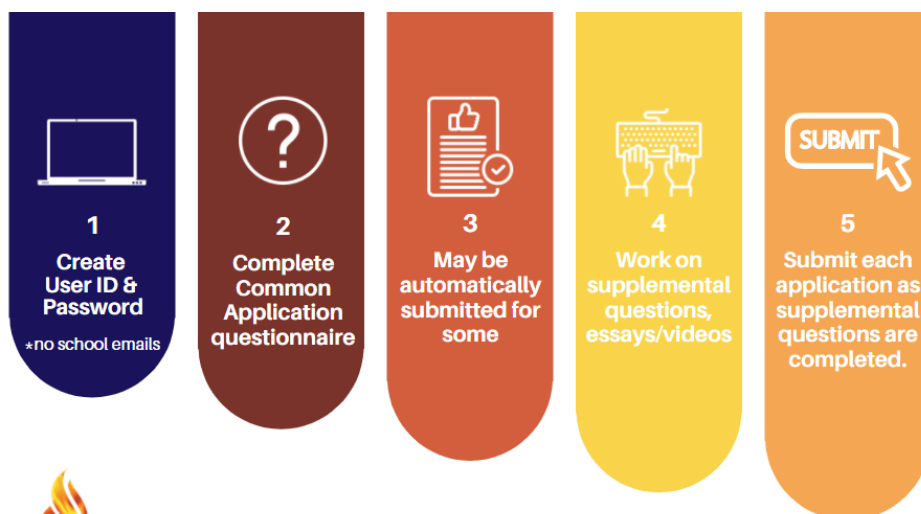 1
Create
User ID &
Password
*no school emails
2
Complete
Common
Application
questionnaire
3
May be
automatically
submitted for
some
4
Work on
supplemental
questions,
essays/videos
SUBMIT
5
Submit each
application as
supplemental
questions are
completed.